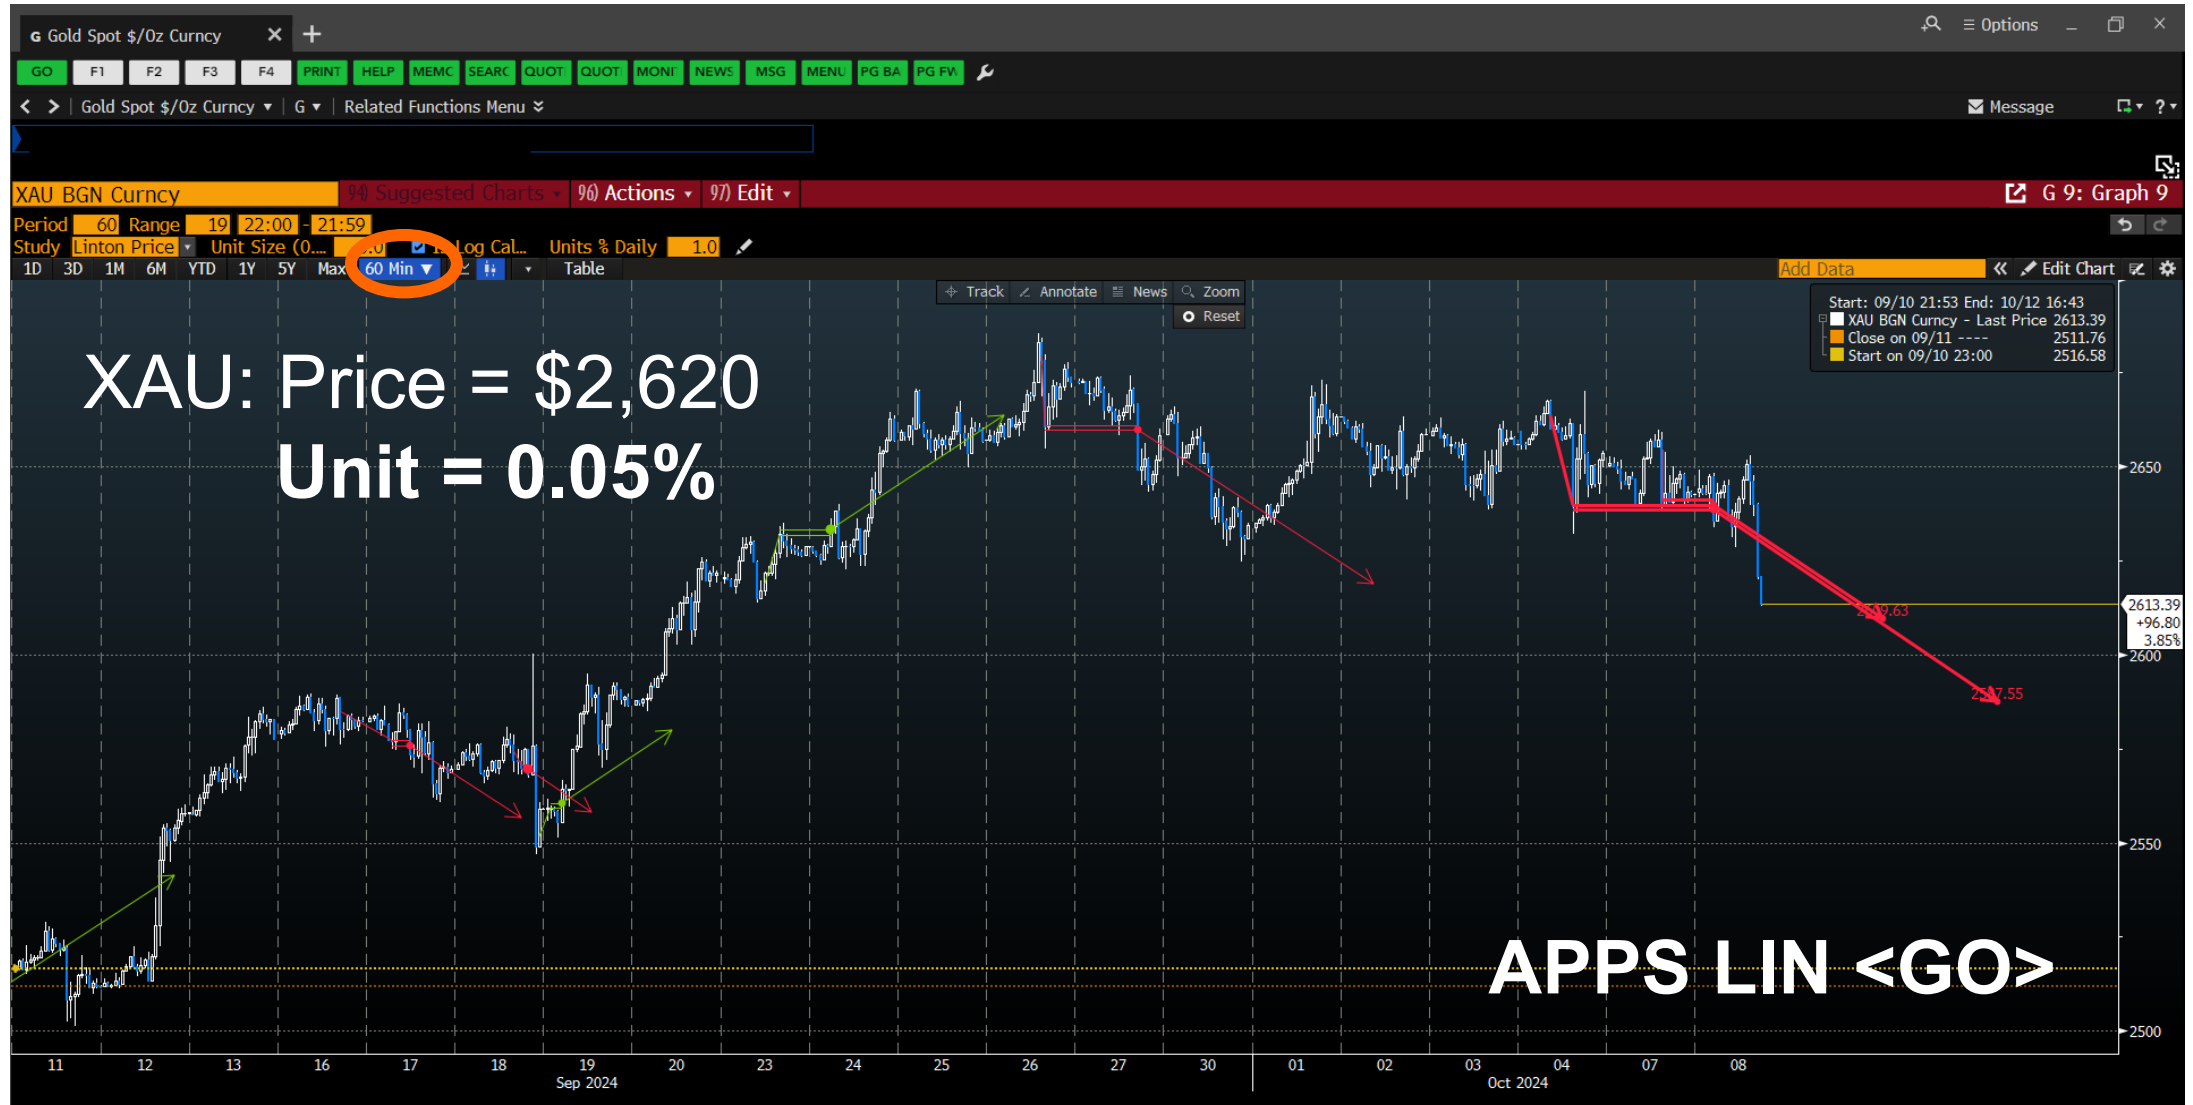 G Gold Spot $/Oz Curncy × +
Options _ ×
GO F1 F2 F3 F4 PRINT HELP MEMC SEARC QUOT QUOT MONI NEWS MSG MENU PG BA PG FW
< > Gold Spot $/Oz Curncy ▾ G ▾ Related Functions Menu
Message ?
XAU BGN Curncy 94) Suggested Charts 96) Actions 97) Edit G 9: Graph 9
Period 60 Range 19 22:00 - 21:59
Study Linton Price Unit Size (0.... Log Cal... Units % Daily 1.0
1D 3D 1M 6M YTD 1Y 5Y Max 60 Min ▼ Table Add Data « Edit Chart
Track Annotate News Zoom
Reset
Start: 09/10 21:53 End: 10/12 16:43
XAU BGN Curncy - Last Price 2613.39
Close on 09/11 ---- 2511.76
Start on 09/10 23:00 2516.58
XAU: Price = $2,620
Unit = 0.05%
2650
2613.39
+96.80
3.85%
2600
2550
2500
APPS LIN <GO>
11 12 13 16 17 18 19 20 23 24 25 26 27 30 01 02 03 04 07 08
Sep 2024 Oct 2024